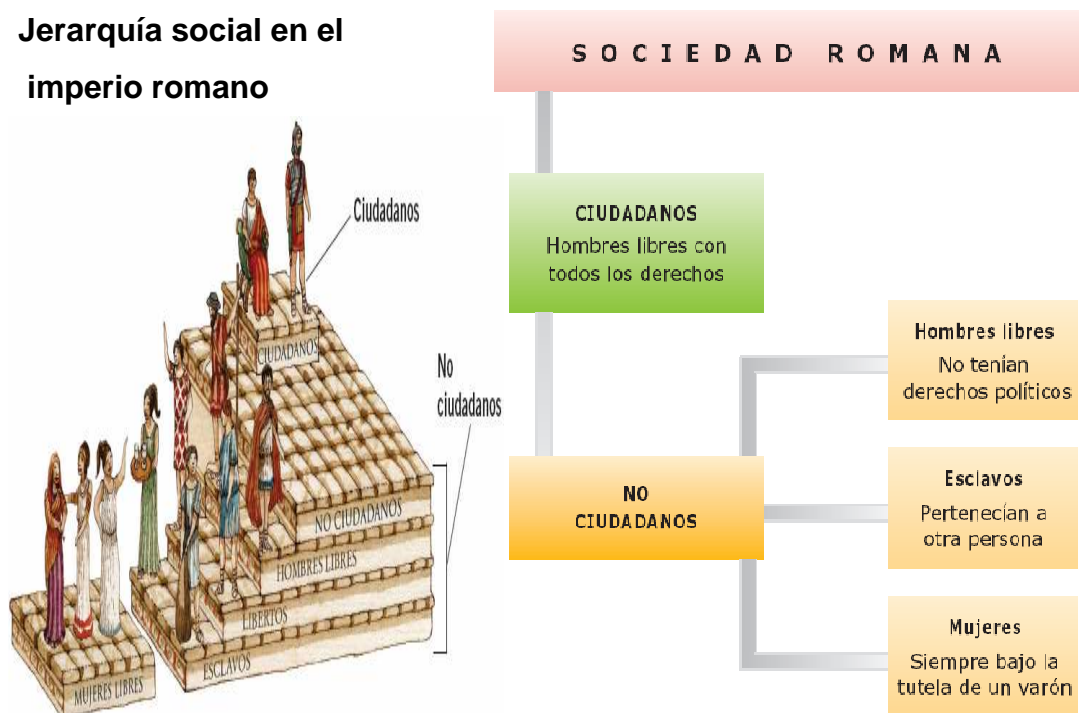 Jerarquía social en el
imperio romano
Ciudadanos
No
ciudadanos
CIUDADANOS
NO CIUDADANOS
HOMBRES LIBRES
LIBERTOS
ESCLAVOS
MUJERES LIBRES
SOCIEDAD ROMANA
CIUDADANOS
Hombres libres con
todos los derechos
NO
CIUDADANOS
Hombres libres
No tenían
derechos políticos
Esclavos
Pertenecían a
otra persona
Mujeres
Siempre bajo la
tutela de un varón